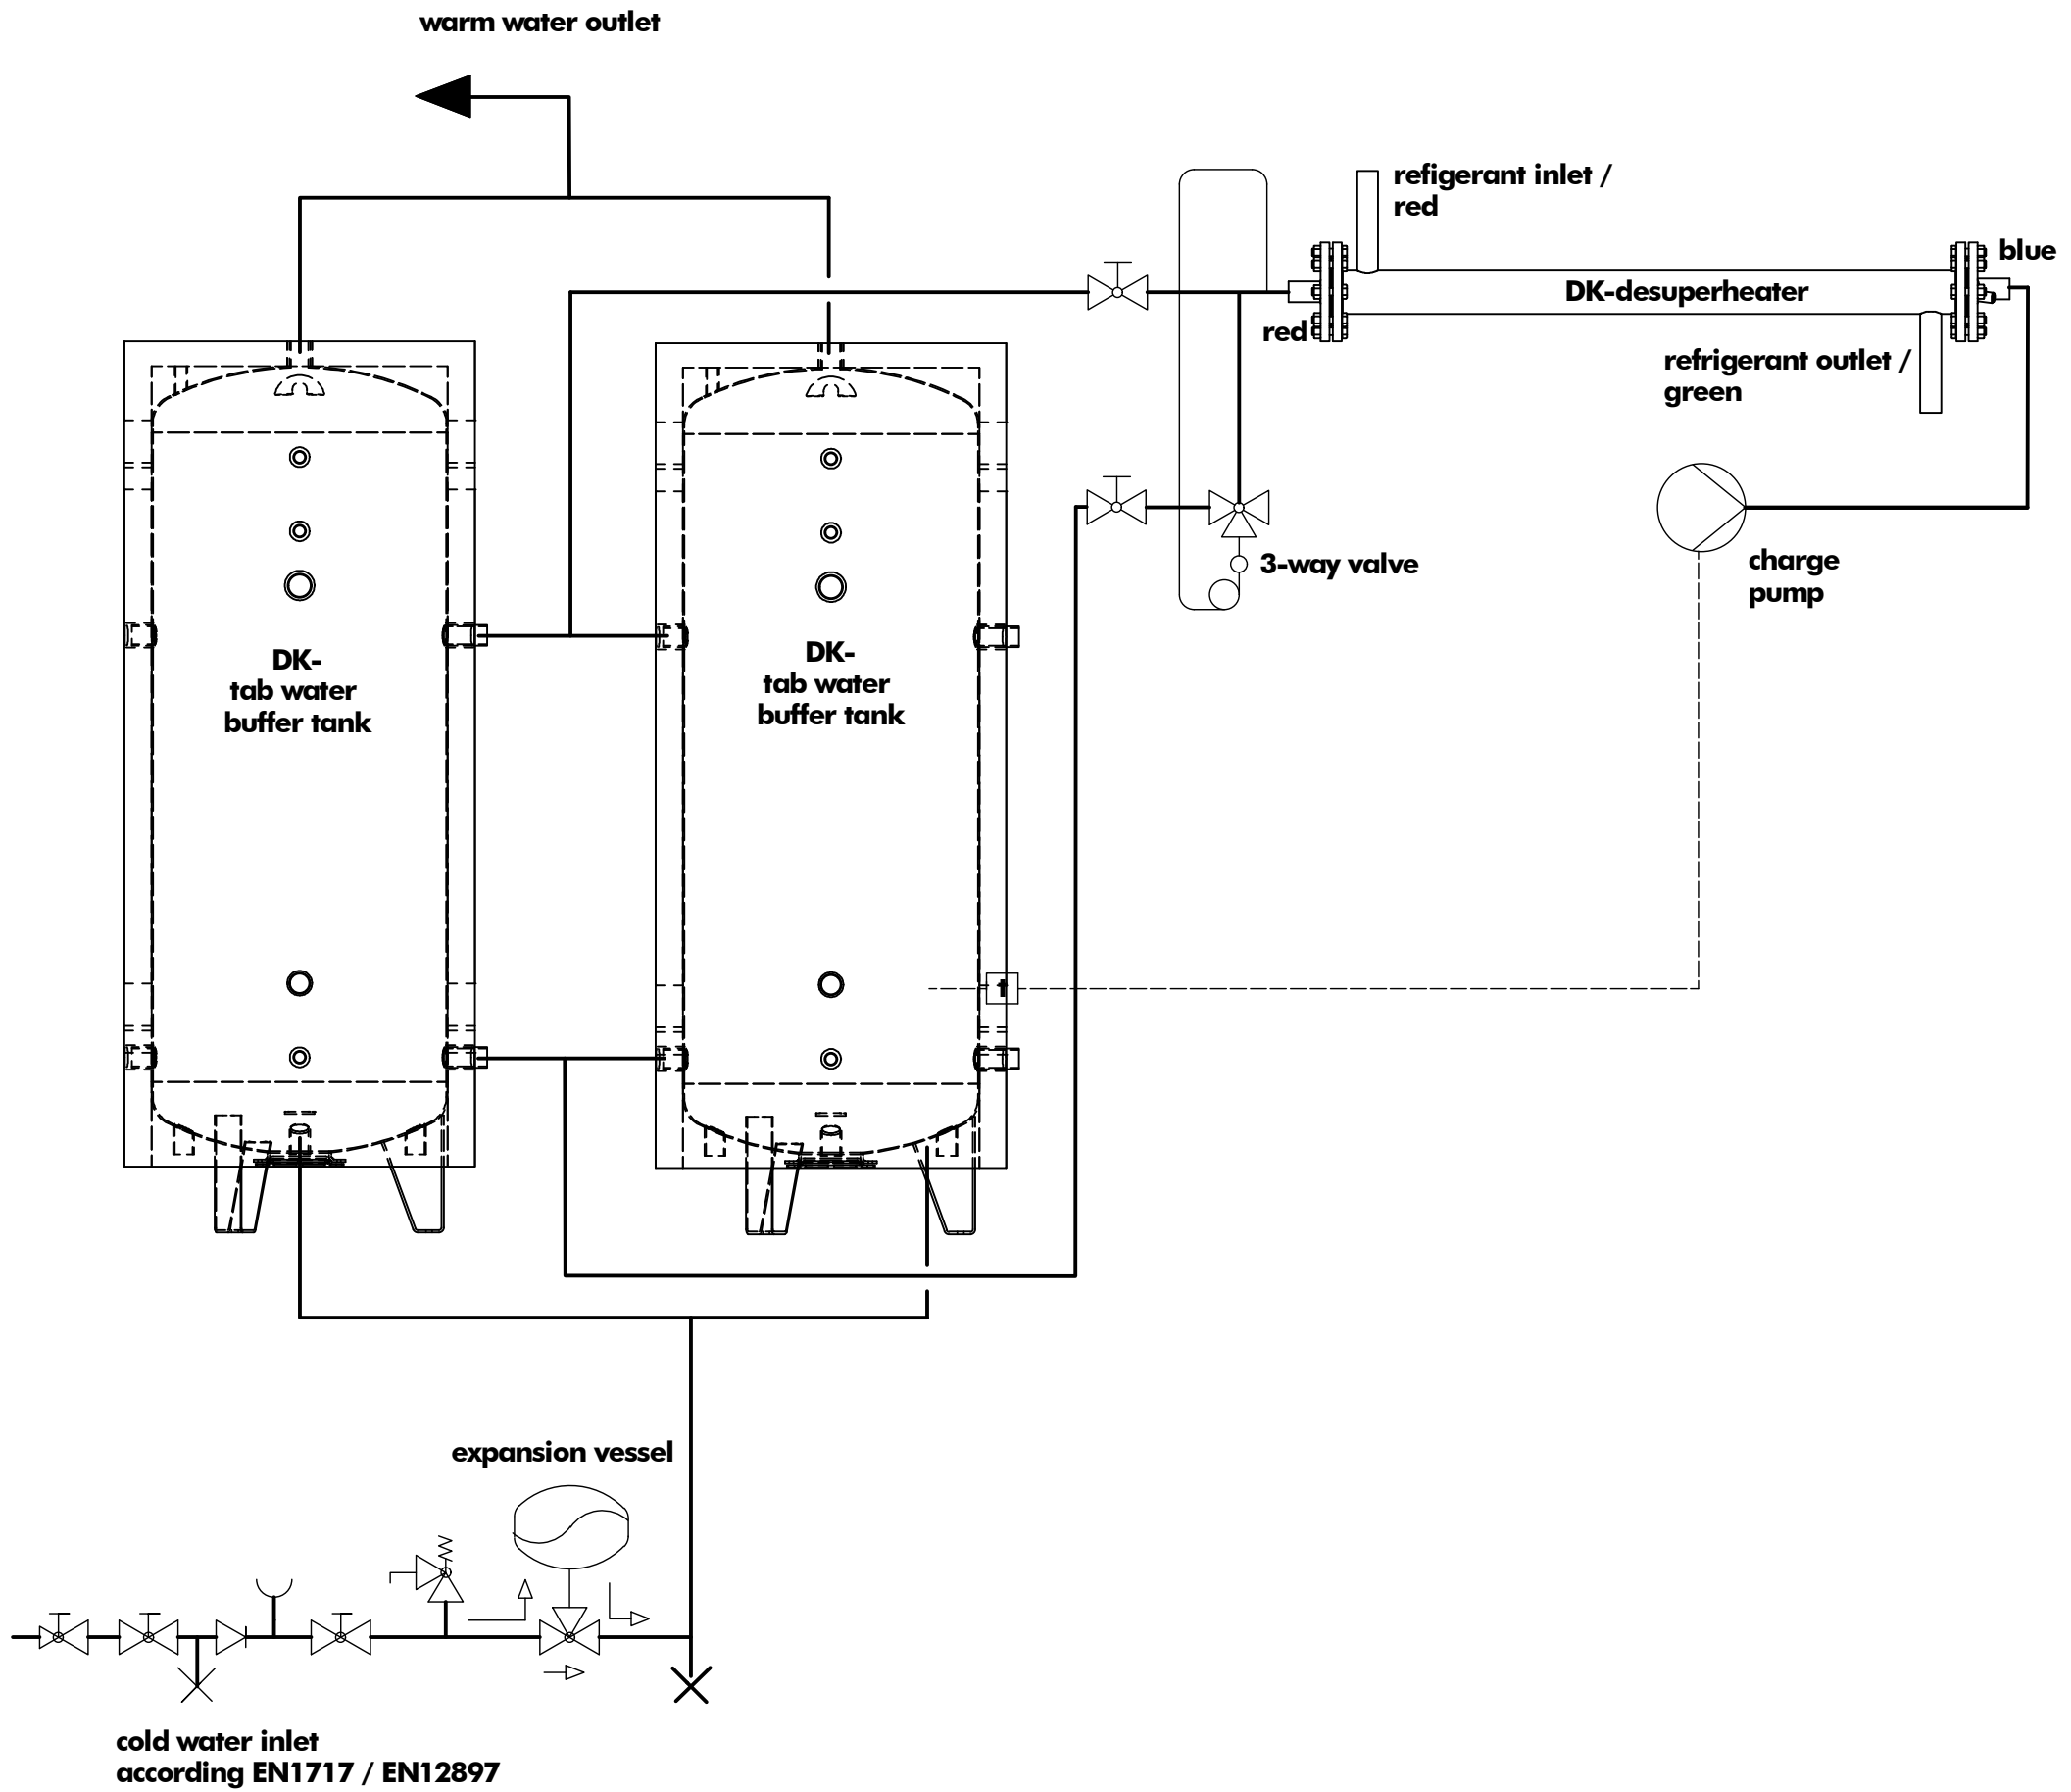 warm water outlet
refigerant inlet /
red
blue
DK-desuperheater
red
refrigerant outlet /
green
3-way valve
charge
pump
DK-
tab water
buffer tank
DK-
tab water
buffer tank
t
expansion vessel
cold water inlet
according EN1717 / EN12897